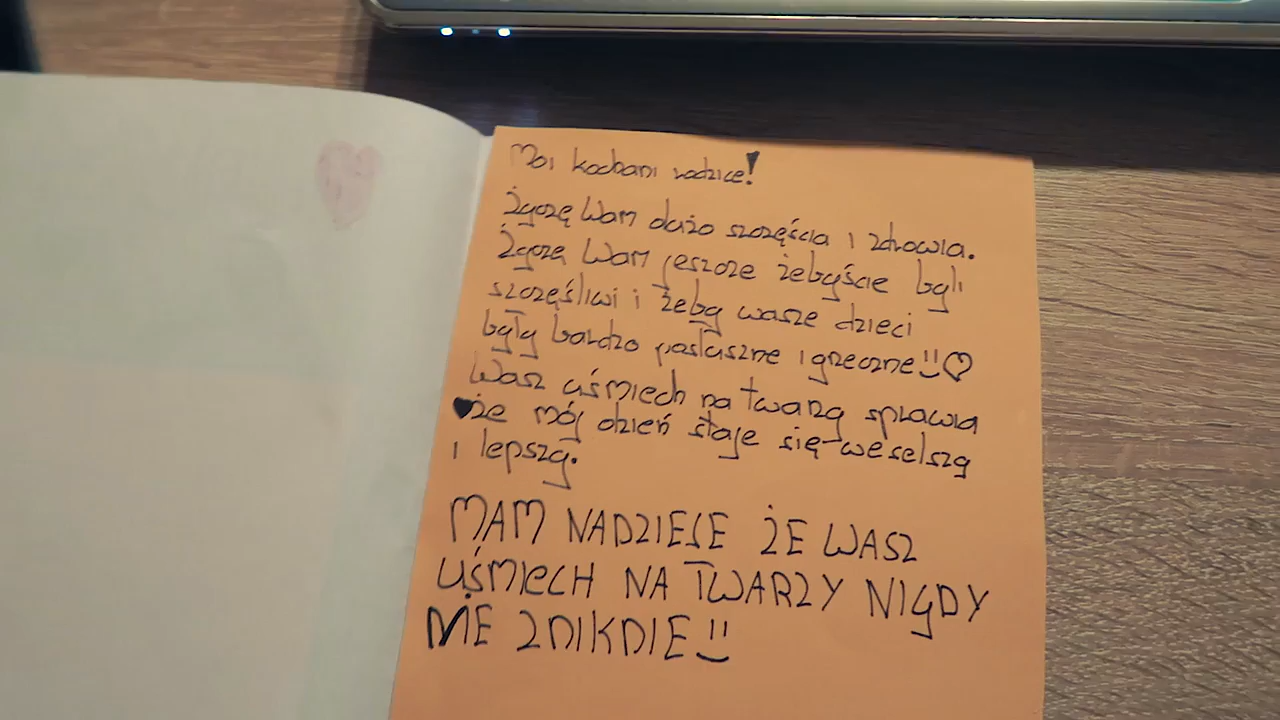 Moi kochani rodzice!
Życzę Wam dużo szczęścia i zdrowia.
Życzę Wam jeszcze żebyście byli
szczęśliwi i żeby wasze dzieci
były bardzo posłuszne i grzeczne!! ♡
Wasz uśmiech na twarzy sprawia
♥że mój dzień staje się weselszy
i lepszy.
MAM NADZIEJE ŻE WASZ
UŚMIECH NA TWARZY NIGDY
NIE ZNIKNIE!!